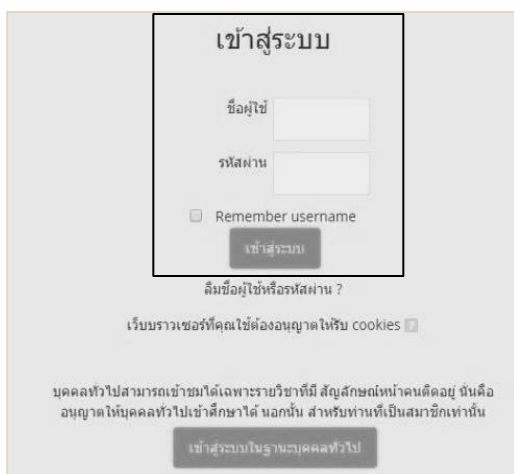 เข้าสู่ระบบ
ชื่อผู้ใช้
รหัสผ่าน
Remember username
เข้าสู่ระบบ
ลืมชื่อผู้ใช้หรือรหัสผ่าน ?
เว็บบราวเซอร์ที่คุณใช้ต้องอนุญาตให้รับ cookies ?
บุคคลทั่วไปสามารถเข้าชมได้เฉพาะรายวิชาที่มี สัญลักษณ์หน้าคนติดอยู่ นั่นคือ
อนุญาตให้บุคคลทั่วไปเข้าศึกษาได้ นอกนั้น สำหรับท่านที่เป็นสมาชิกเท่านั้น
เข้าสู่ระบบในฐานะบุคคลทั่วไป